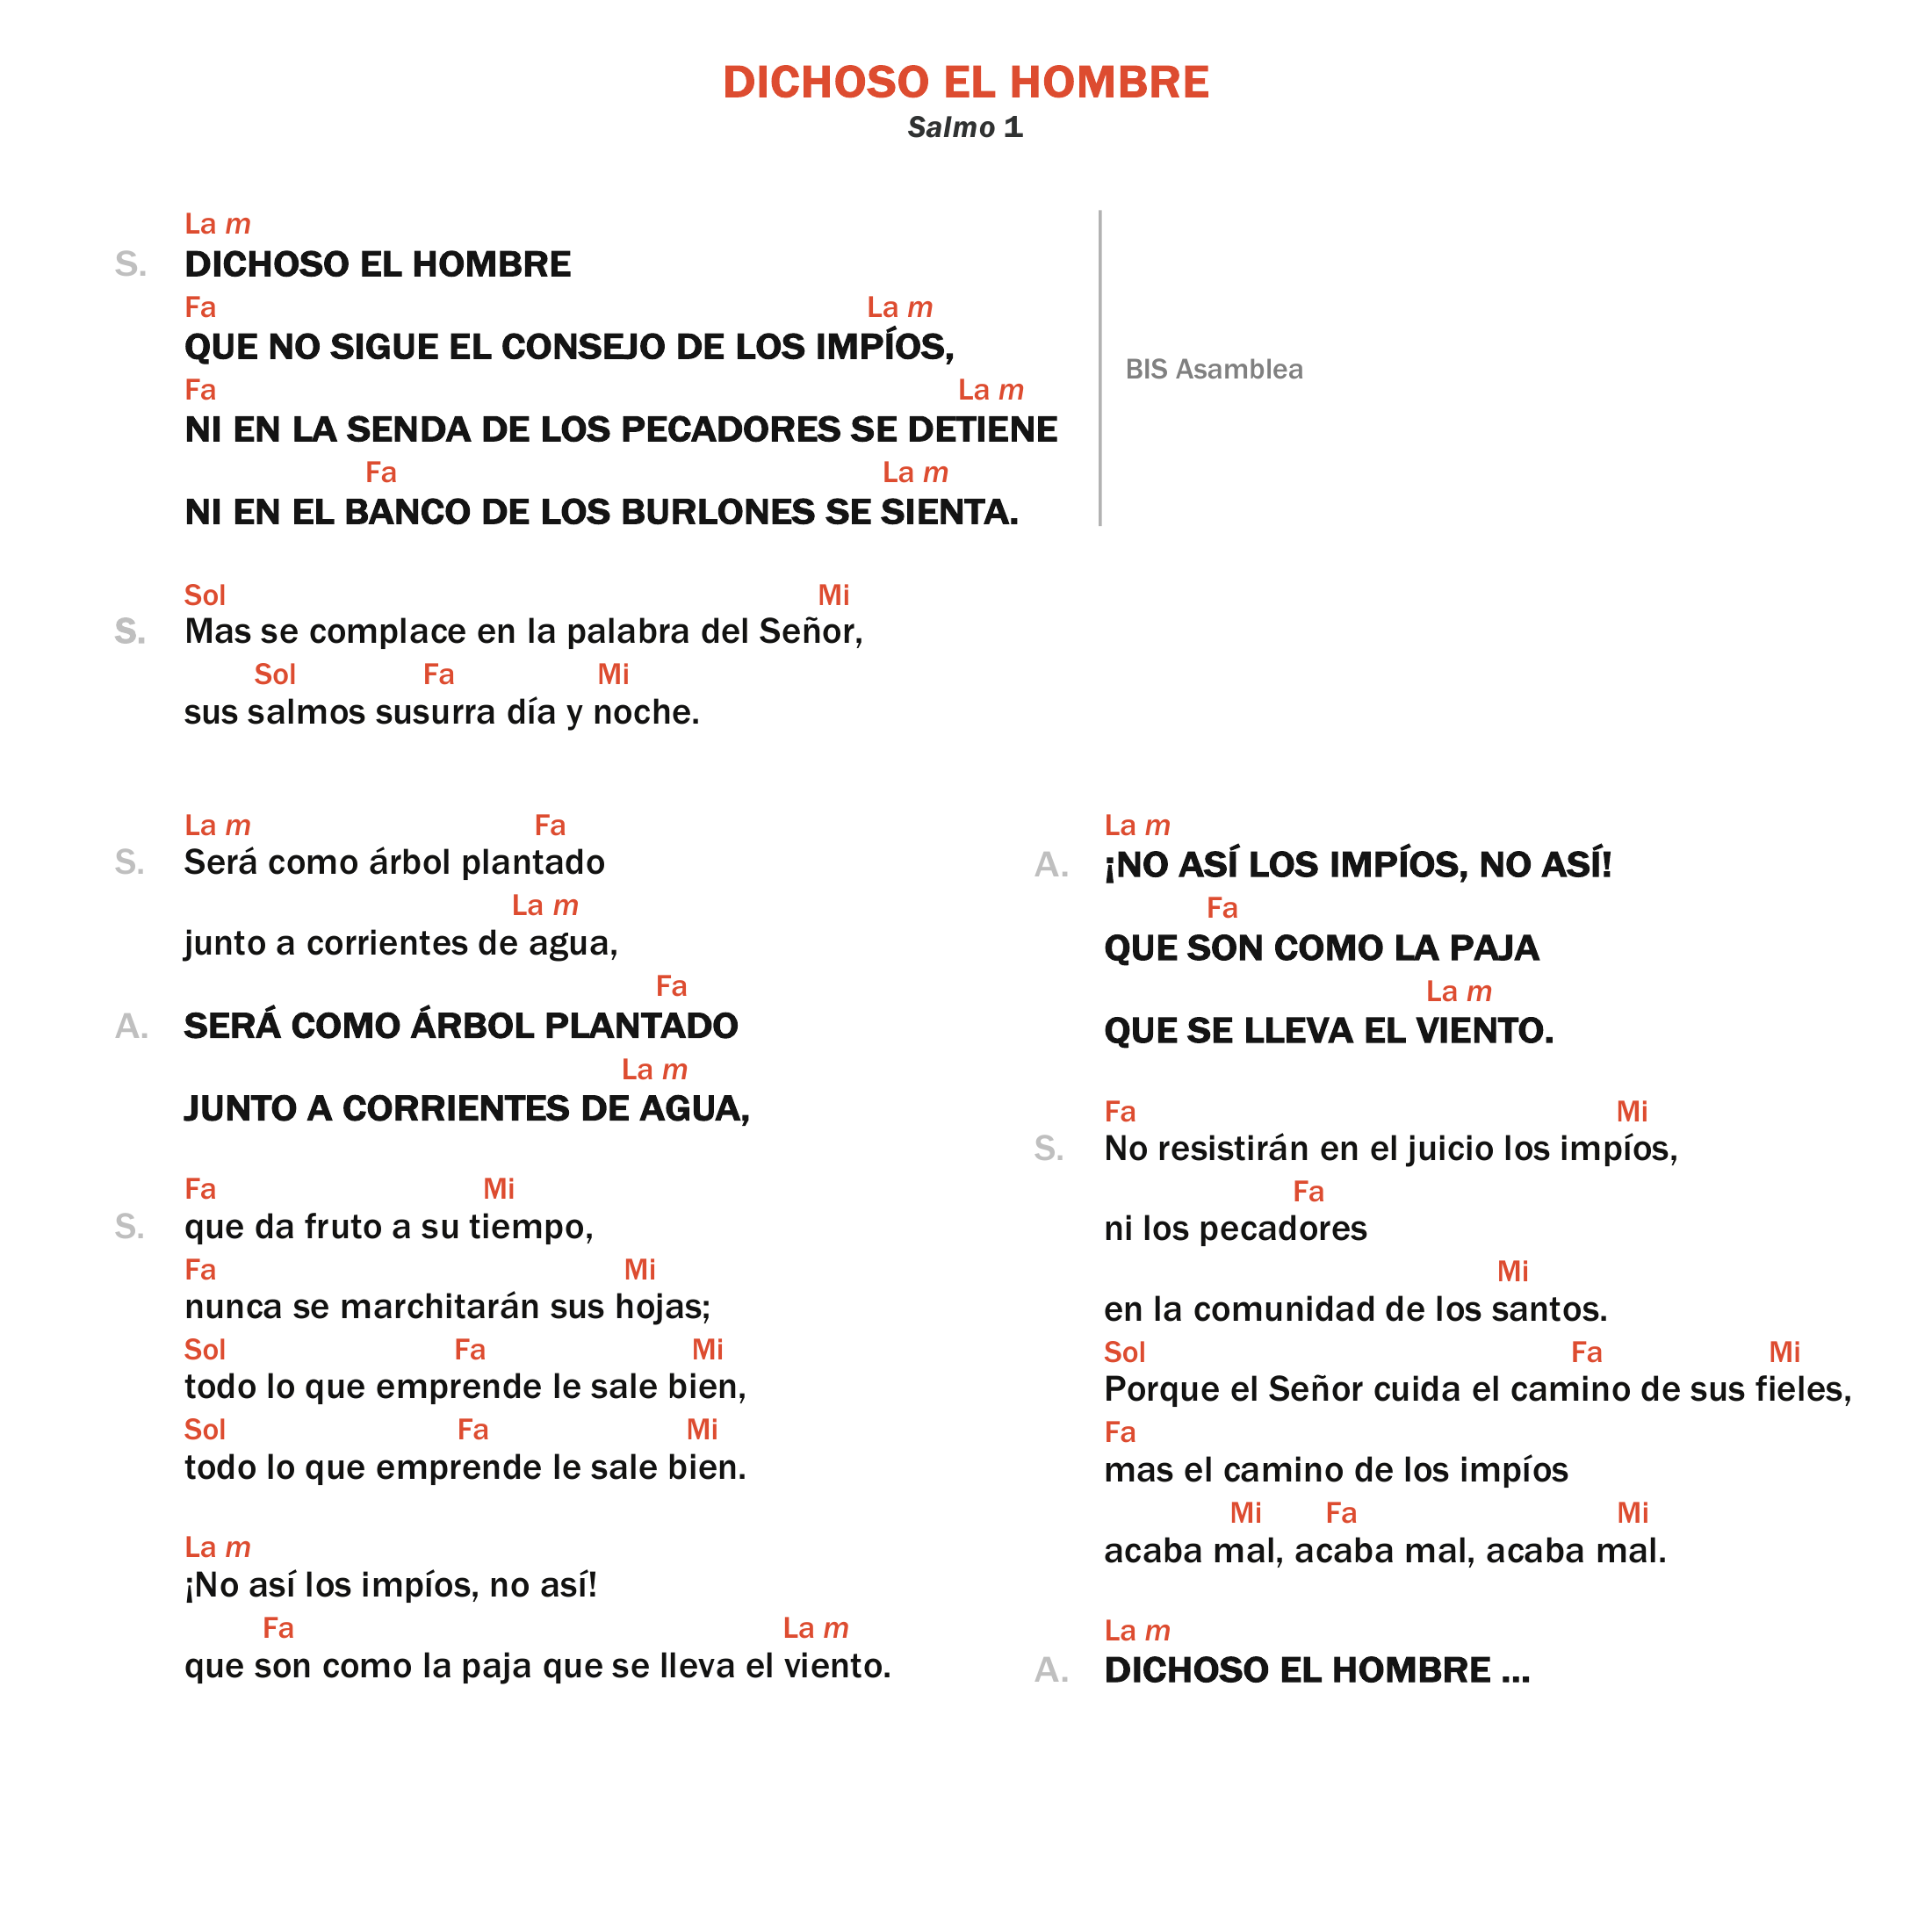 DICHOSO EL HOMBRE
Salmo 1
La m
S. DICHOSO EL HOMBRE
Fa La m
QUE NO SIGUE EL CONSEJO DE LOS IMPÍOS,
Fa La m
NI EN LA SENDA DE LOS PECADORES SE DETIENE
Fa La m
NI EN EL BANCO DE LOS BURLONES SE SIENTA.
BIS Asamblea
Sol Mi
S. Mas se complace en la palabra del Señor,
Sol Fa Mi
sus salmos susurra día y noche.
La m Fa
S. Será como árbol plantado
La m
junto a corrientes de agua,
Fa
A. SERÁ COMO ÁRBOL PLANTADO
La m
JUNTO A CORRIENTES DE AGUA,
Fa Mi
S. que da fruto a su tiempo,
Fa Mi
nunca se marchitarán sus hojas;
Sol Fa Mi
todo lo que emprende le sale bien,
Sol Fa Mi
todo lo que emprende le sale bien.
La m
¡No así los impíos, no así!
Fa La m
que son como la paja que se lleva el viento.
La m
A. ¡NO ASÍ LOS IMPÍOS, NO ASÍ!
Fa
QUE SON COMO LA PAJA
La m
QUE SE LLEVA EL VIENTO.
Fa Mi
S. No resistirán en el juicio los impíos,
Fa
ni los pecadores
Mi
en la comunidad de los santos.
Sol Fa Mi
Porque el Señor cuida el camino de sus fieles,
Fa
mas el camino de los impíos
Mi Fa Mi
acaba mal, acaba mal, acaba mal.
La m
A. DICHOSO EL HOMBRE ...